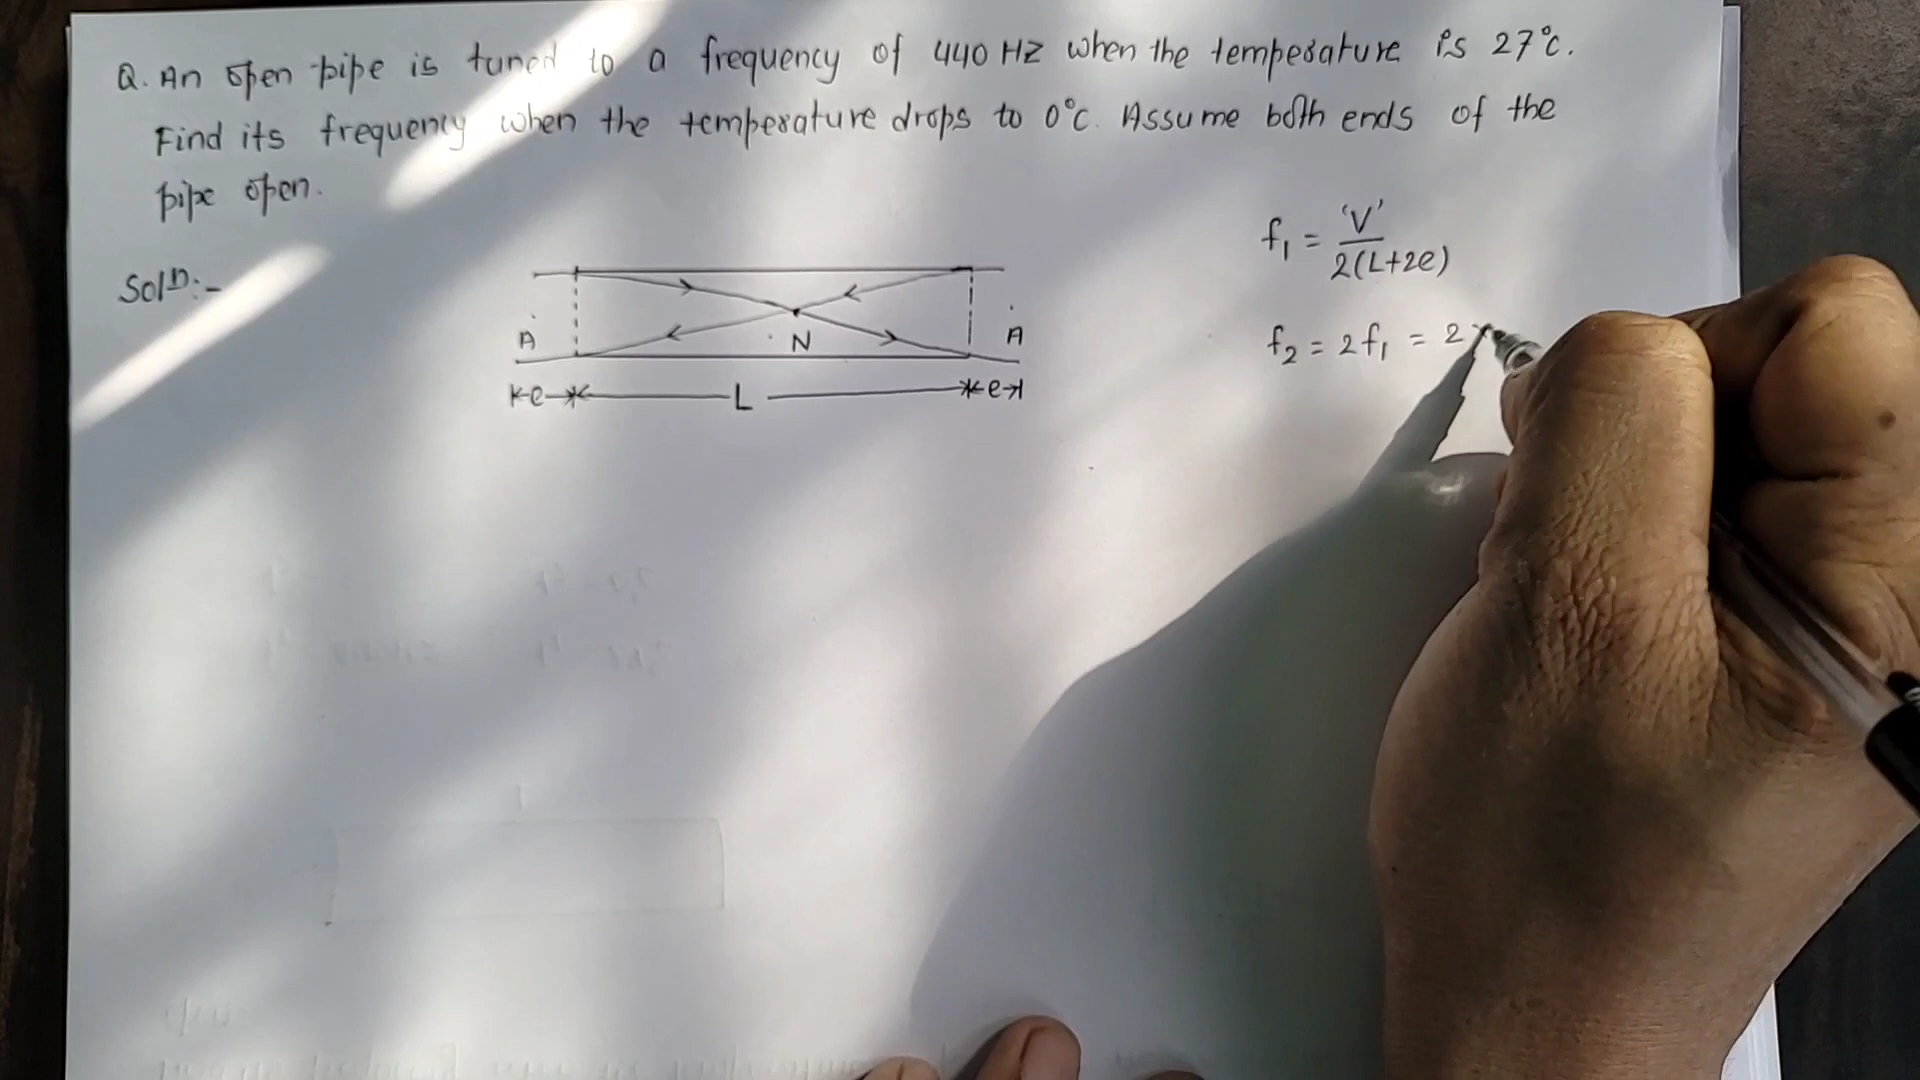 Q. An open pipe is tuned to a frequency of 440 HZ when the temperature is 27°c.
Find its frequency when the temperature drops to 0°c. Assume both ends of the
pipe open.
Solⁿ:-
A N A
e L e
f₁ = 'V' / 2(L+2e)
f₂ = 2f₁ = 2 ×